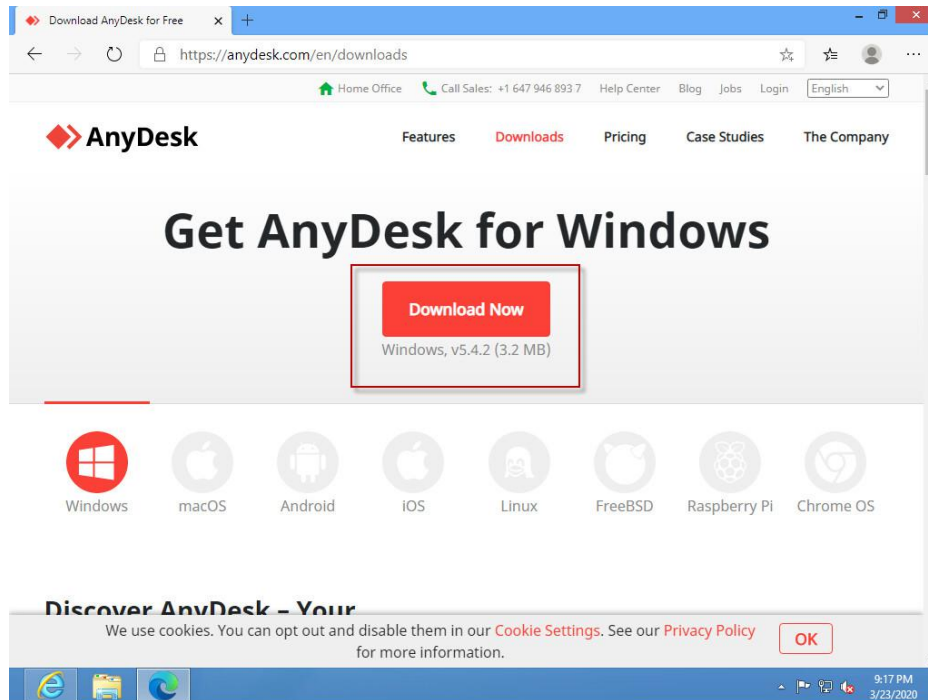 Download AnyDesk for Free
https://anydesk.com/en/downloads
Home Office Call Sales: +1 647 946 893 7 Help Center Blog Jobs Login English
AnyDesk Features Downloads Pricing Case Studies The Company
Get AnyDesk for Windows
Download Now
Windows, v5.4.2 (3.2 MB)
Windows macOS Android iOS Linux FreeBSD Raspberry Pi Chrome OS
Discover AnyDesk – Your
We use cookies. You can opt out and disable them in our Cookie Settings. See our Privacy Policy
for more information.
OK
9:17 PM
3/23/2020